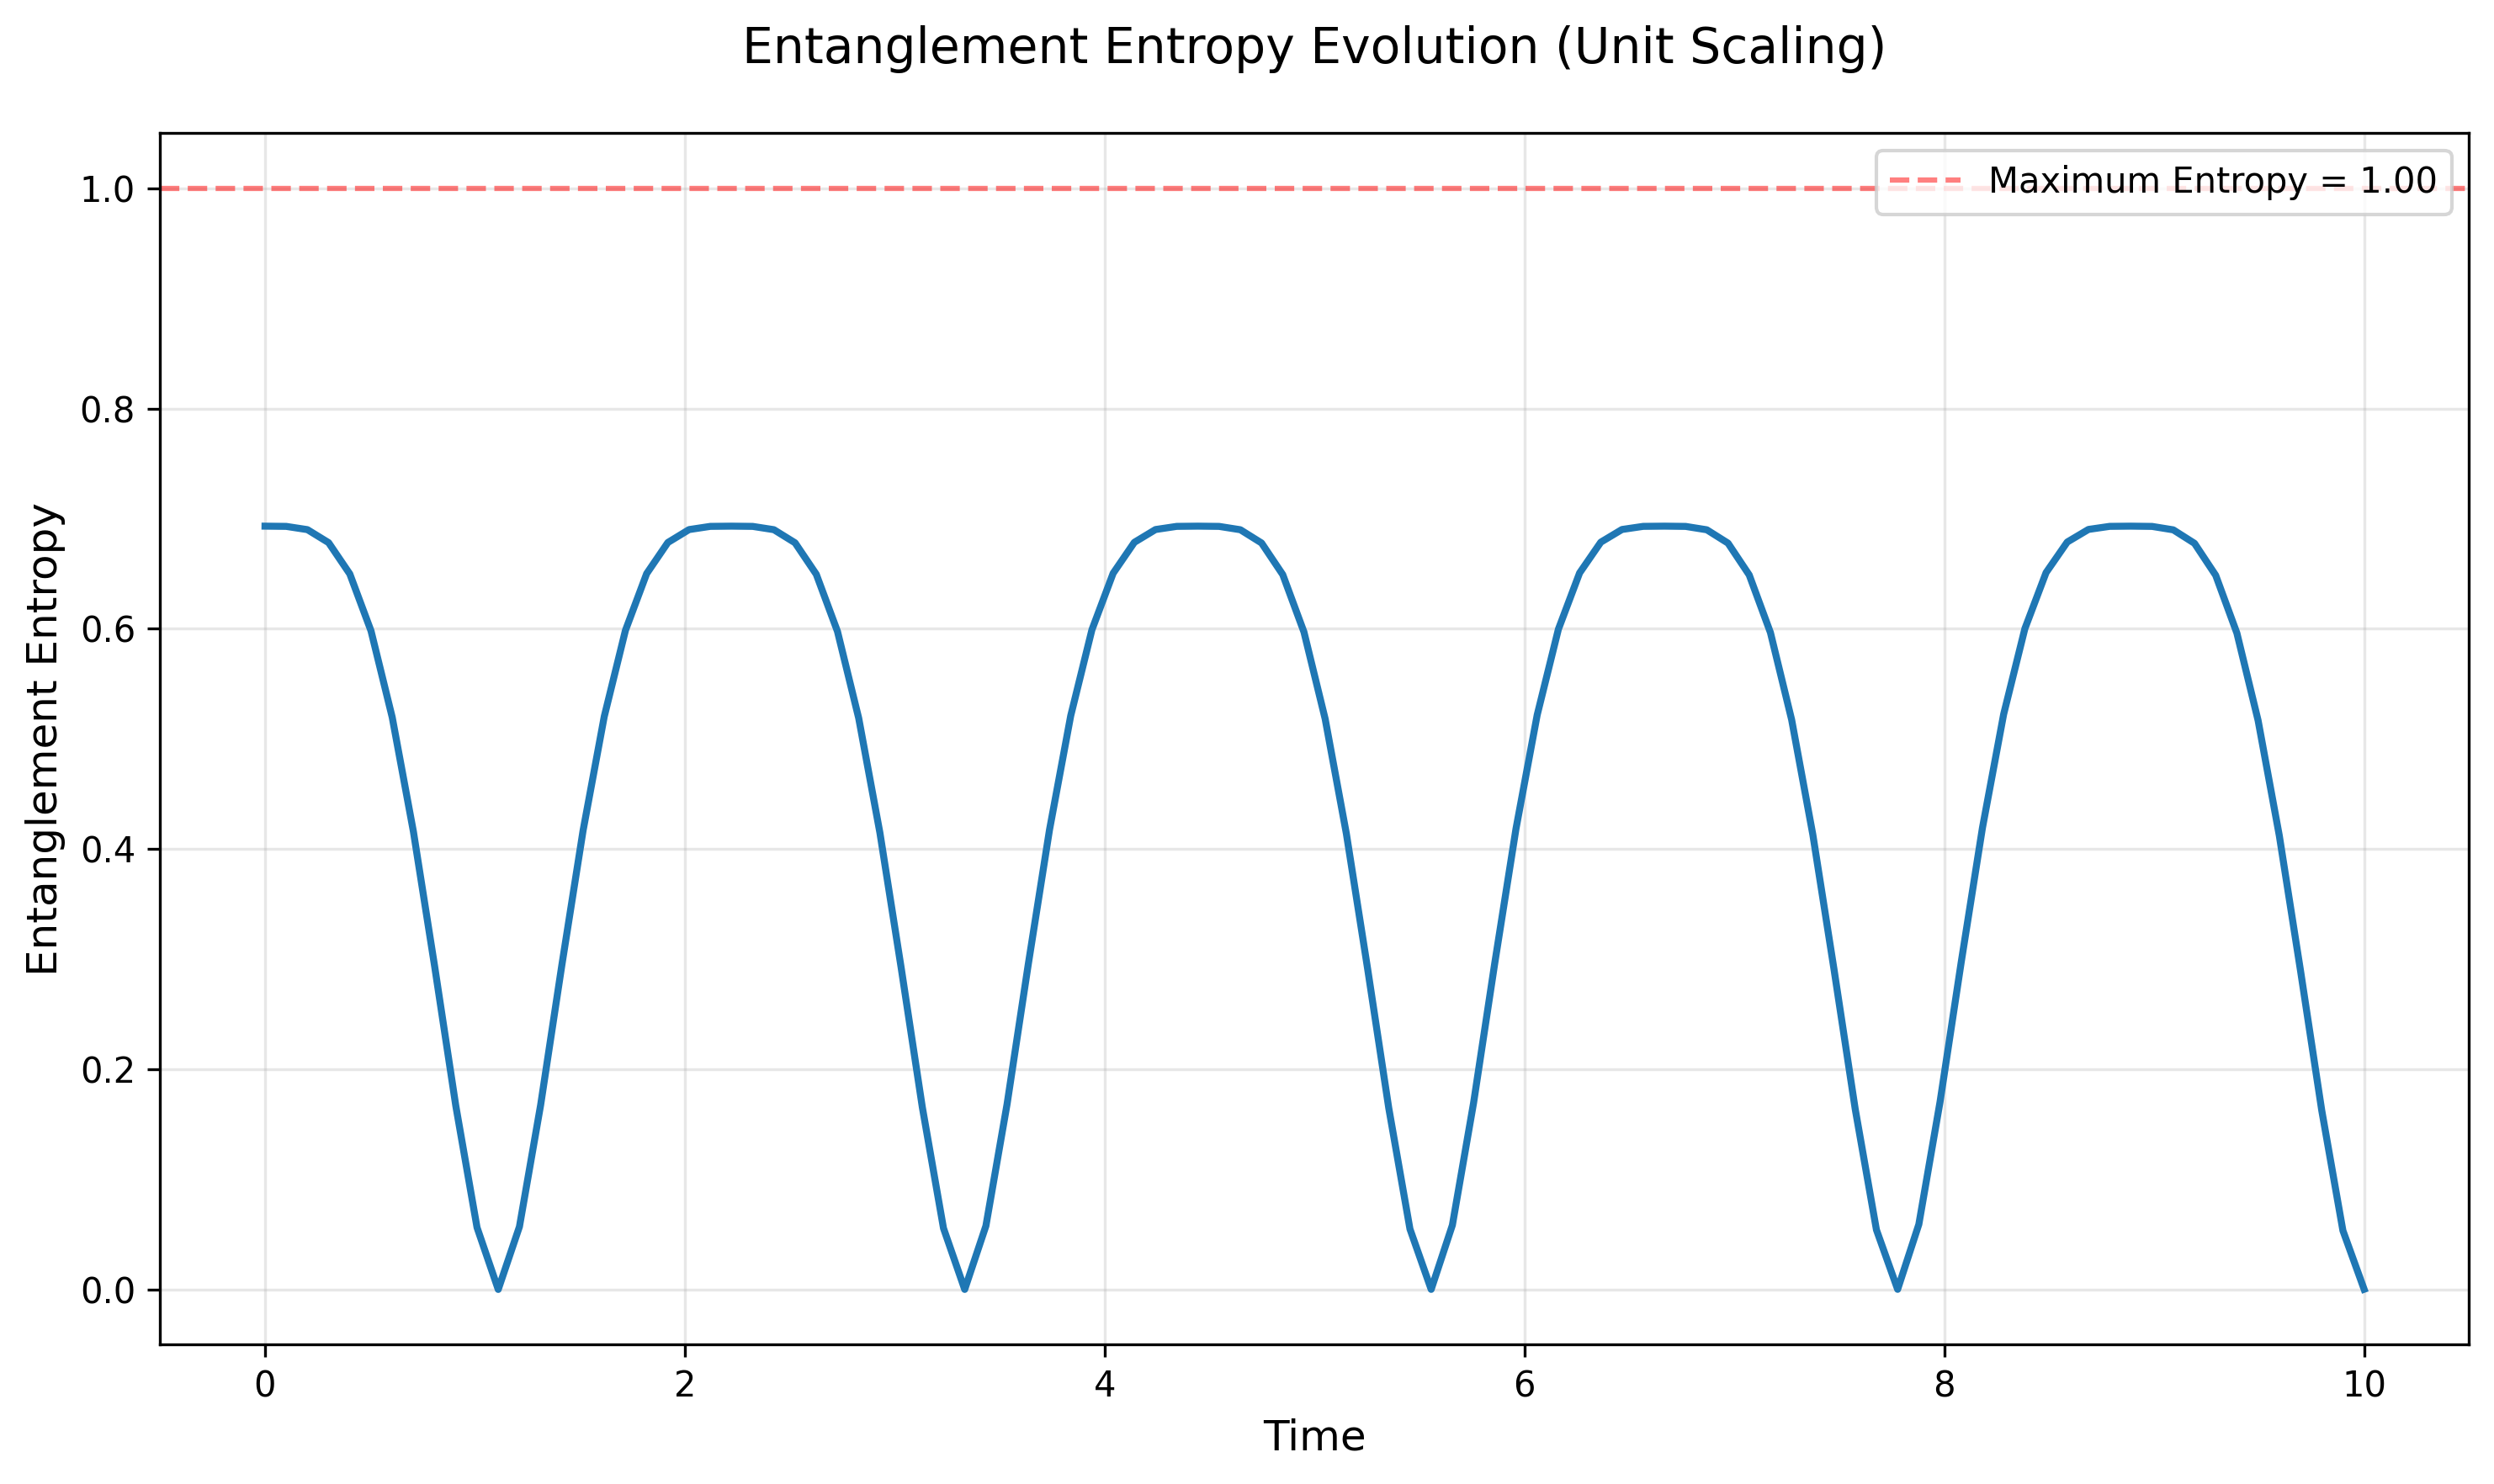 Entanglement Entropy Evolution (Unit Scaling)
Maximum Entropy = 1.00
Entanglement Entropy
1.0
0.8
0.6
0.4
0.2
0.0
0 2 4 6 8 10
Time